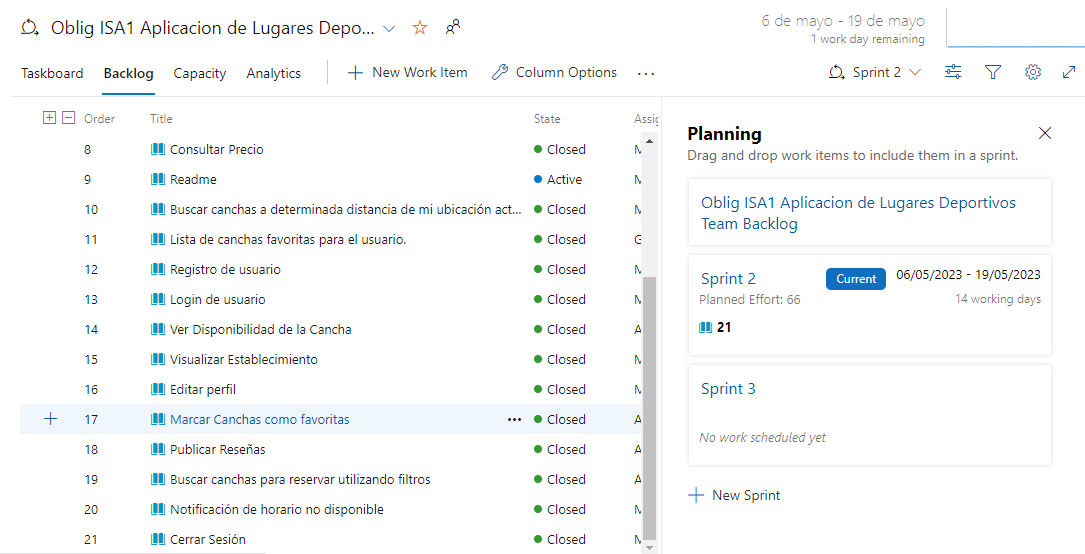 Oblig ISA1 Aplicacion de Lugares Depo...
6 de mayo - 19 de mayo
1 work day remaining
Taskboard Backlog Capacity Analytics New Work Item Column Options ... Sprint 2
Order Title State Assig
8 Consultar Precio Closed M
9 Readme Active M
10 Buscar canchas a determinada distancia de mi ubicación act... Closed M
11 Lista de canchas favoritas para el usuario. Closed G
12 Registro de usuario Closed M
13 Login de usuario Closed M
14 Ver Disponibilidad de la Cancha Closed A
15 Visualizar Establecimiento Closed M
16 Editar perfil Closed M
17 Marcar Canchas como favoritas ... Closed A
18 Publicar Reseñas Closed A
19 Buscar canchas para reservar utilizando filtros Closed A
20 Notificación de horario no disponible Closed M
21 Cerrar Sesión Closed M
Planning
Drag and drop work items to include them in a sprint.
Oblig ISA1 Aplicacion de Lugares Deportivos
Team Backlog
Sprint 2 Current 06/05/2023 - 19/05/2023
Planned Effort: 66 14 working days
21
Sprint 3
No work scheduled yet
New Sprint